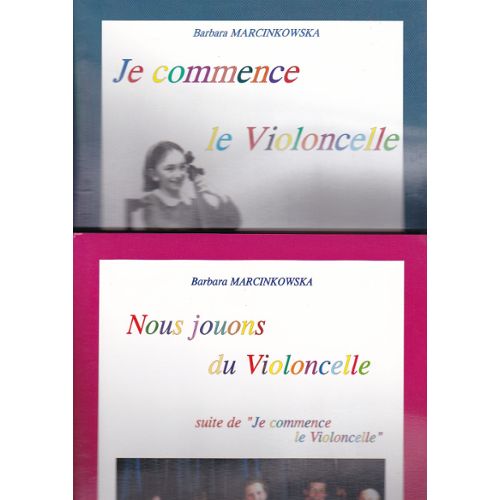 Barbara MARCINKOWSKA
Je commence
le Violoncelle
Barbara MARCINKOWSKA
Nous jouons
du Violoncelle
suite de "Je commence
le Violoncelle"